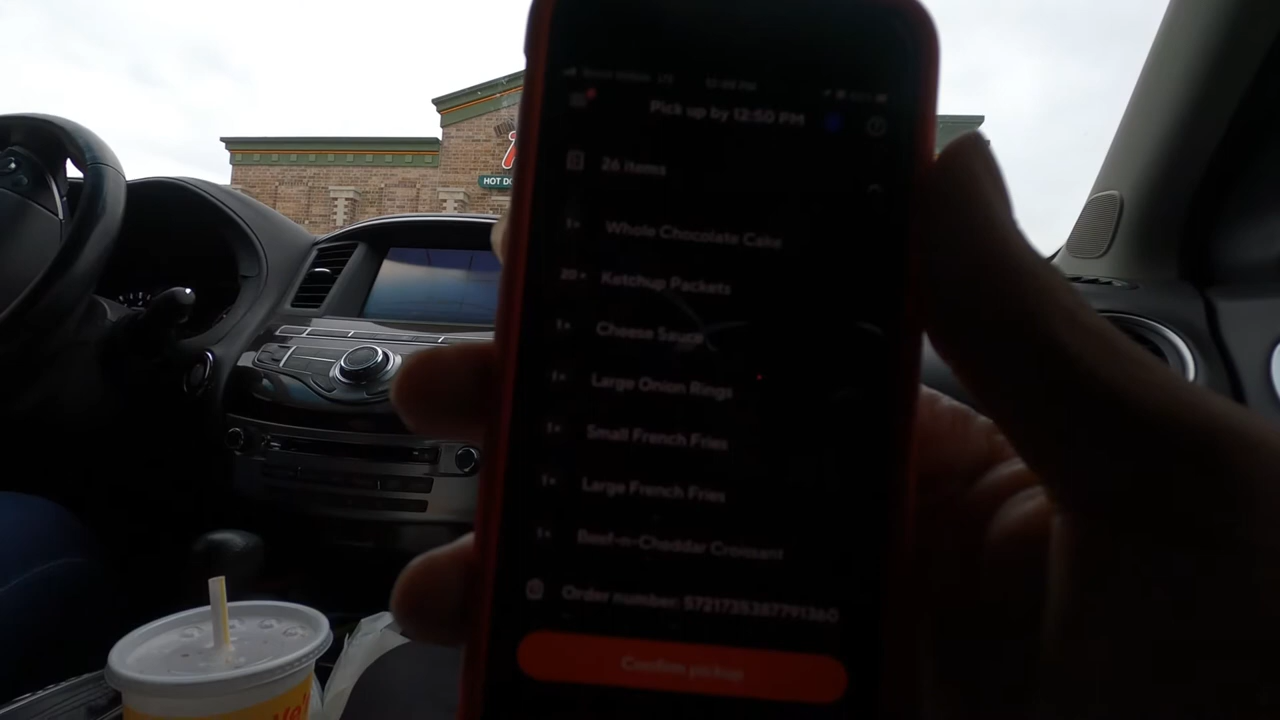 Pick up by 12:50 PM
26 items
1× Whole Chocolate Cake
20× Ketchup Packets
1× Cheese Sauce
1× Large Onion Rings
1× Small French Fries
1× Large French Fries
1× Beef-n-Cheddar Croissant
Order number:
Confirm pickup
HOT DO